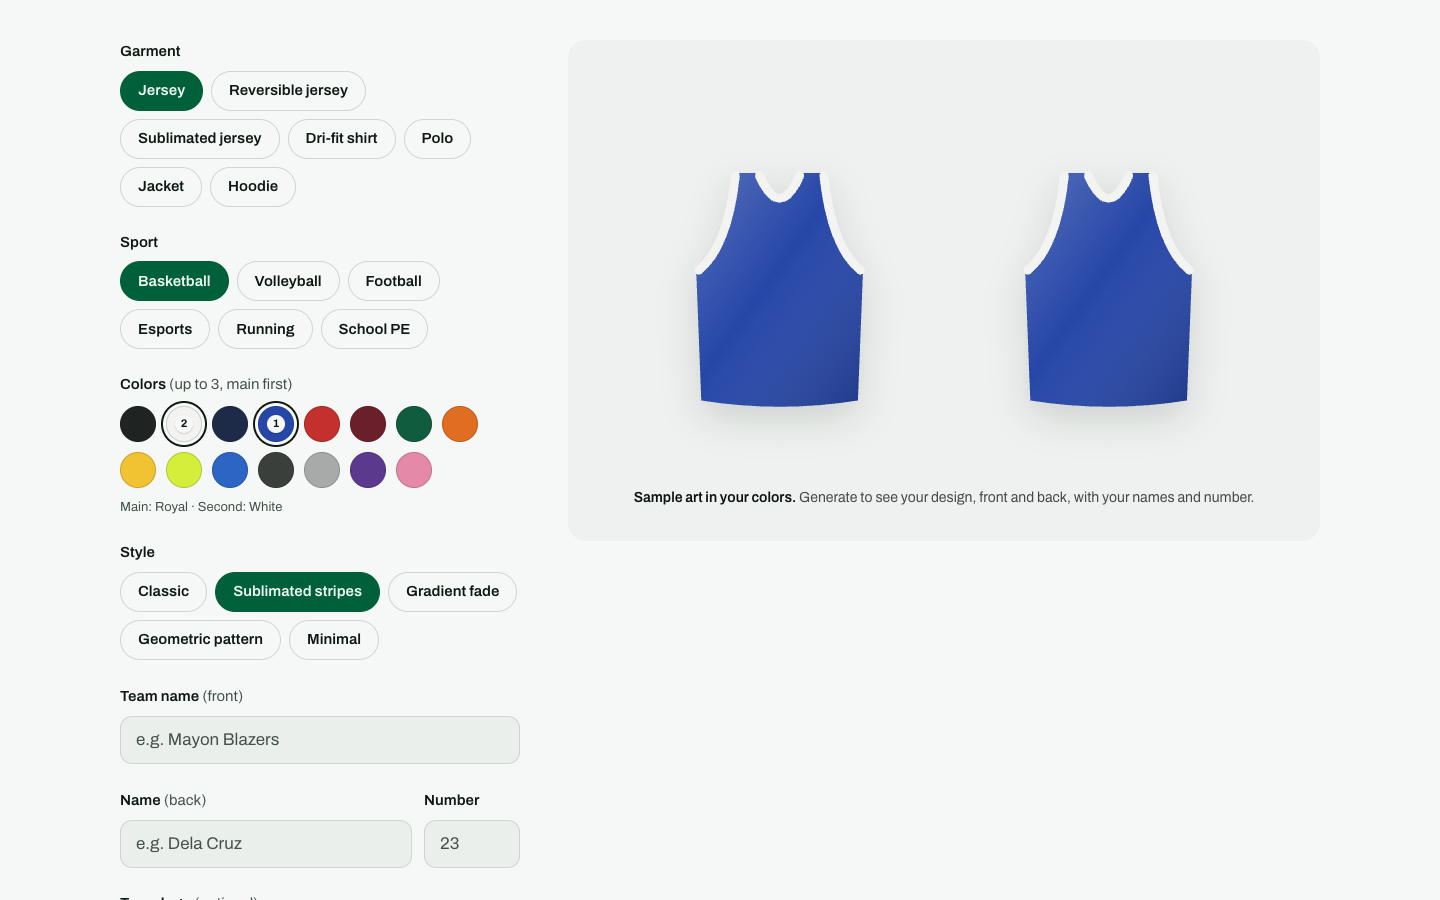 Garment
Jersey
Reversible jersey
Sublimated jersey
Dri-fit shirt
Polo
Jacket
Hoodie
Sport
Basketball
Volleyball
Football
Esports
Running
School PE
Colors (up to 3, main first)
2
1
Main: Royal · Second: White
Style
Classic
Sublimated stripes
Gradient fade
Geometric pattern
Minimal
Team name (front)
e.g. Mayon Blazers
Name (back)
Number
e.g. Dela Cruz
23
Sample art in your colors. Generate to see your design, front and back, with your names and number.